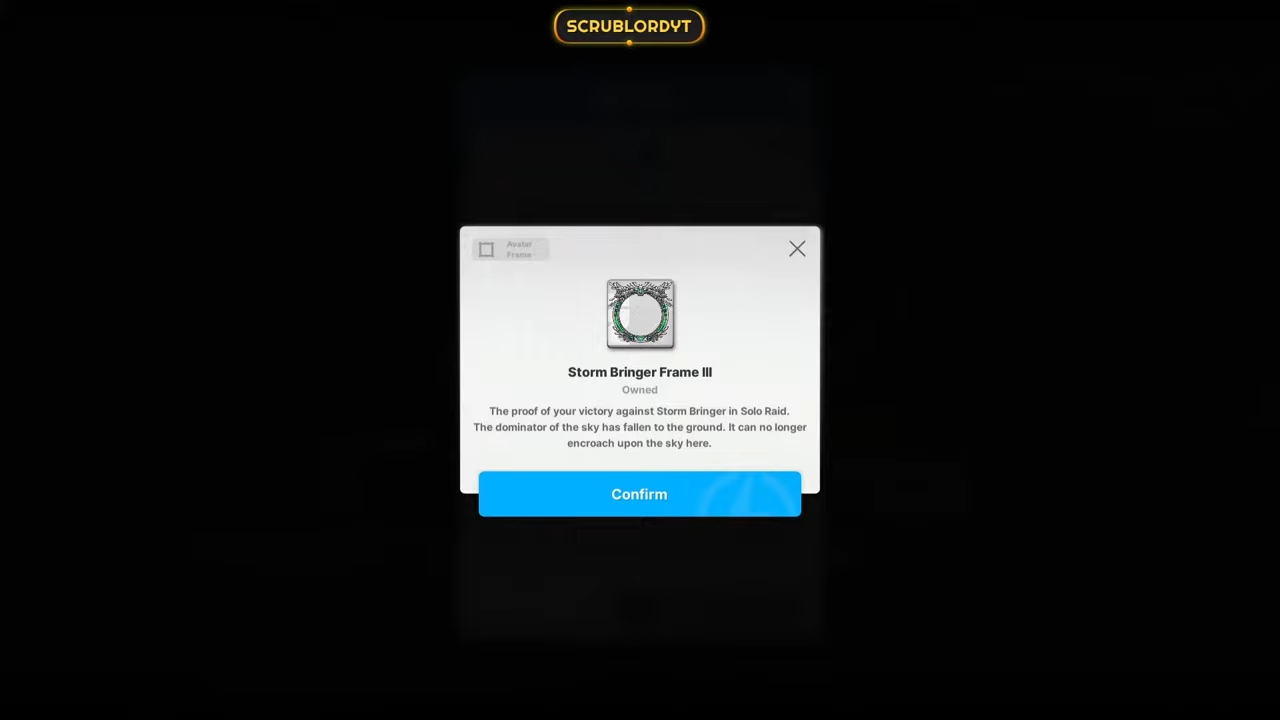 SCRUBLORDYT
Avatar
Frame
Storm Bringer Frame III
Owned
The proof of your victory against Storm Bringer in Solo Raid.
The dominator of the sky has fallen to the ground. It can no longer
encroach upon the sky here.
Confirm